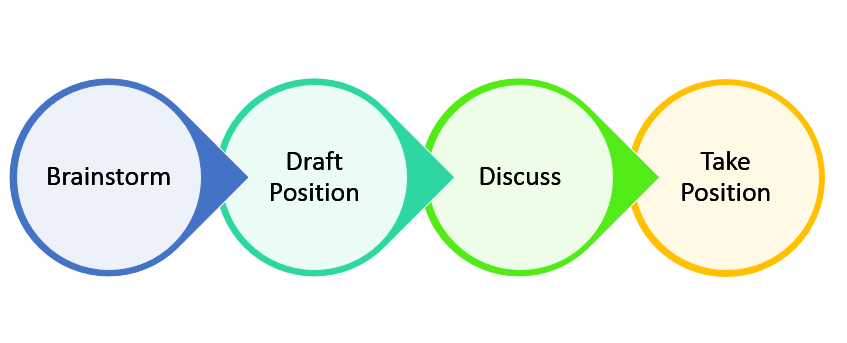 Brainstorm
Draft
Position
Discuss
Take
Position